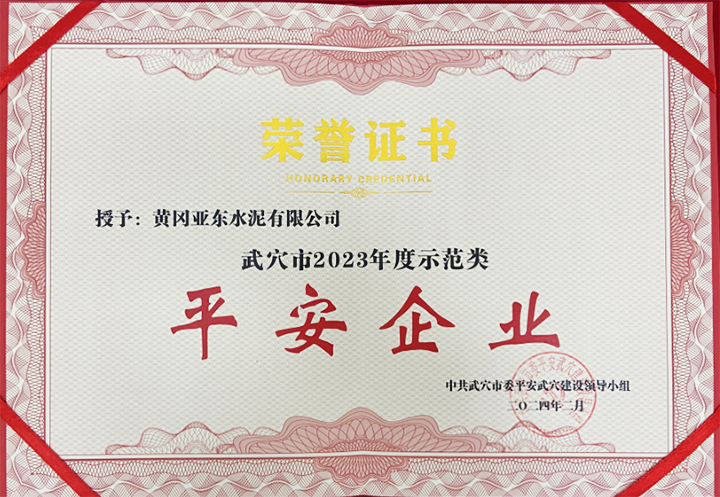 荣誉证书
HONORARY CREDENTIAL
授予：黄冈亚东水泥有限公司
武穴市2023年度示范类
平安企业
中共武穴市委平安武穴建设领导小组
二〇二四年二月